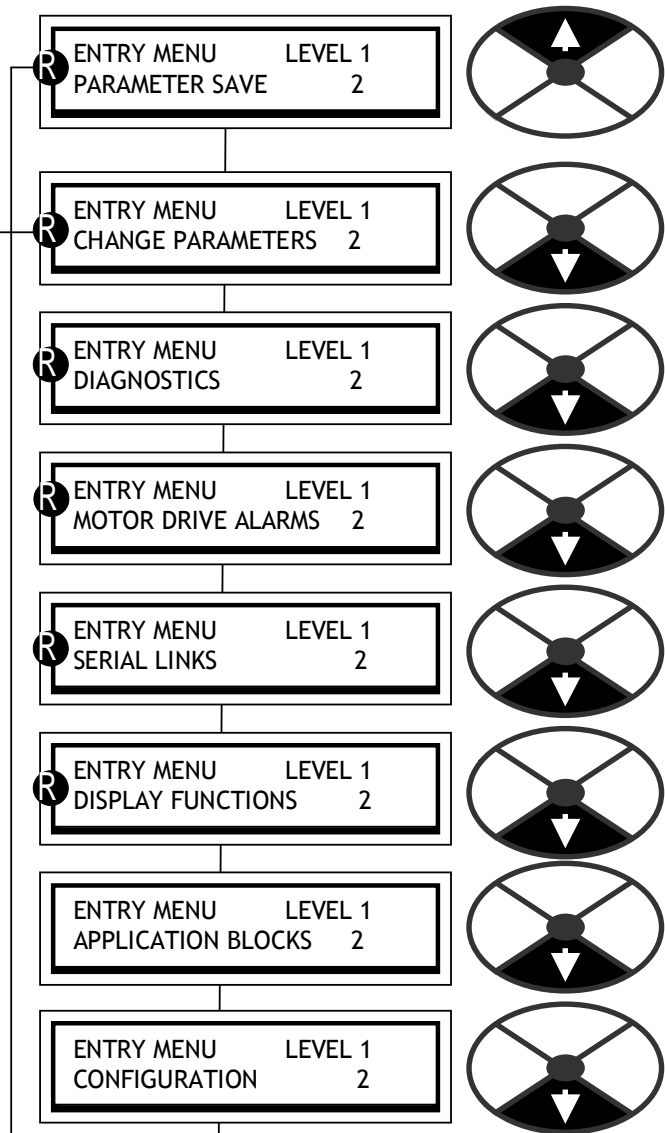 ENTRY MENU LEVEL 1
R
PARAMETER SAVE 2
ENTRY MENU LEVEL 1
R
CHANGE PARAMETERS 2
ENTRY MENU LEVEL 1
R
DIAGNOSTICS 2
ENTRY MENU LEVEL 1
R
MOTOR DRIVE ALARMS 2
ENTRY MENU LEVEL 1
R
SERIAL LINKS 2
ENTRY MENU LEVEL 1
R
DISPLAY FUNCTIONS 2
ENTRY MENU LEVEL 1
APPLICATION BLOCKS 2
ENTRY MENU LEVEL 1
CONFIGURATION 2